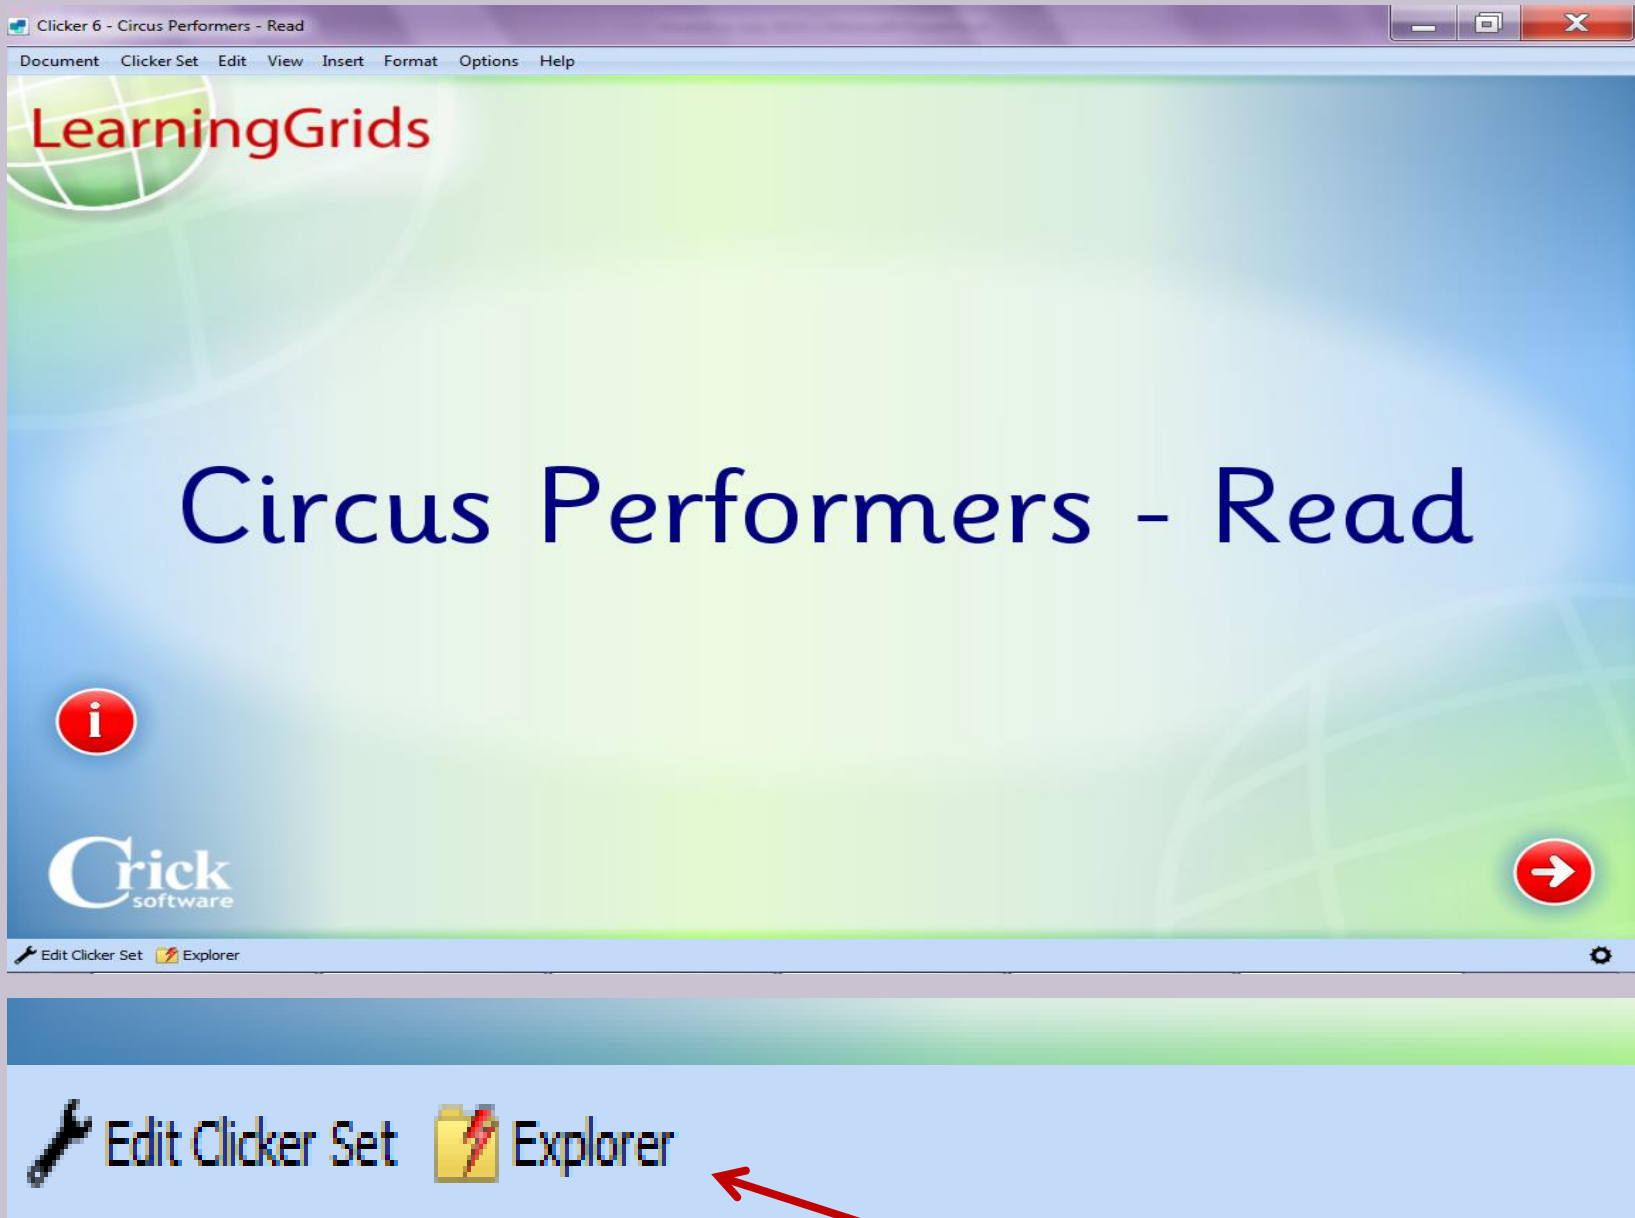 Clicker 6 - Circus Performers - Read
Document Clicker Set Edit View Insert Format Options Help
LearningGrids
Circus Performers - Read
i
Crick
software
Edit Clicker Set Explorer
Edit Clicker Set Explorer